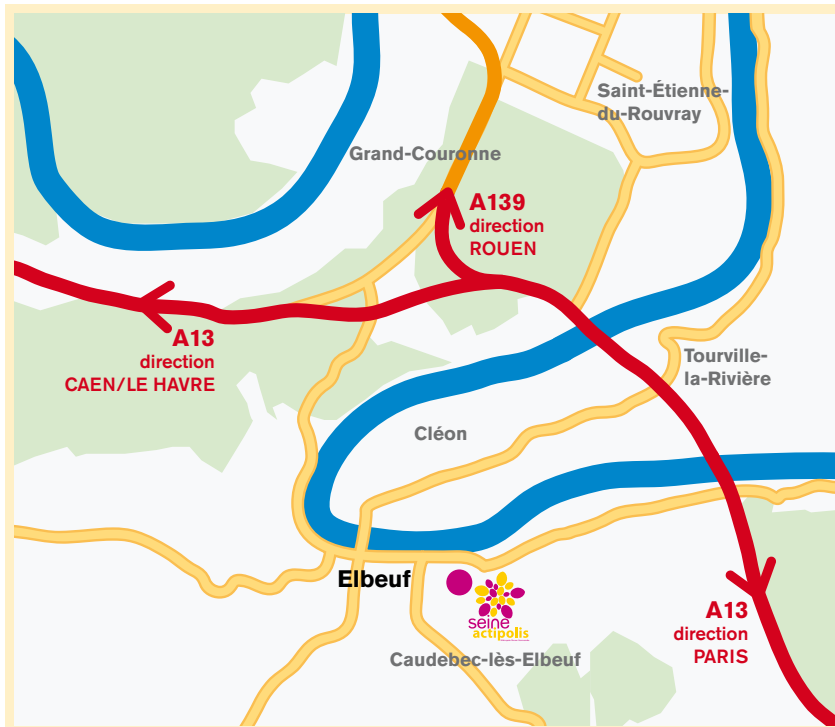 Saint-Étienne-
du-Rouvray
Grand-Couronne
A139
direction
ROUEN
A13
direction
CAEN/LE HAVRE
Tourville-
la-Rivière
Cléon
Elbeuf
seine
actipolis
A13
direction
PARIS
Caudebec-lès-Elbeuf